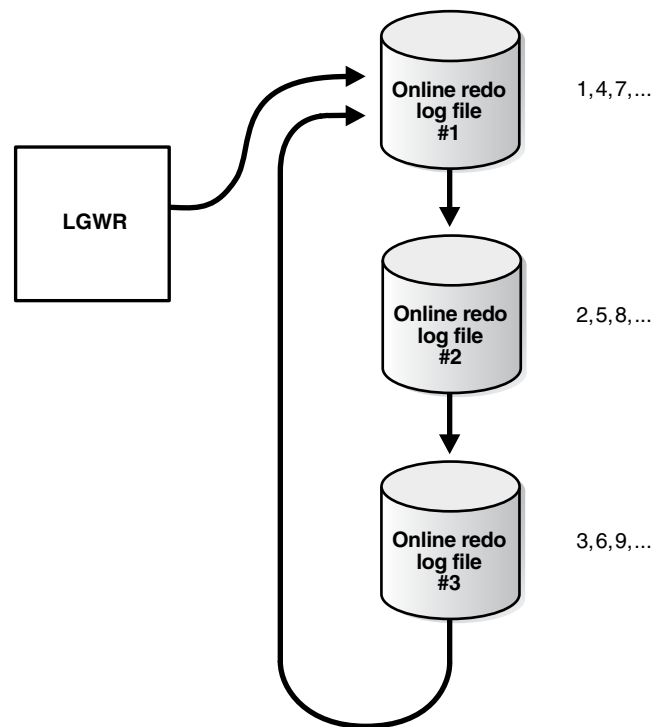 Online redo
log file
#1
1,4,7,...
LGWR
Online redo
log file
#2
2,5,8,...
Online redo
log file
#3
3,6,9,...